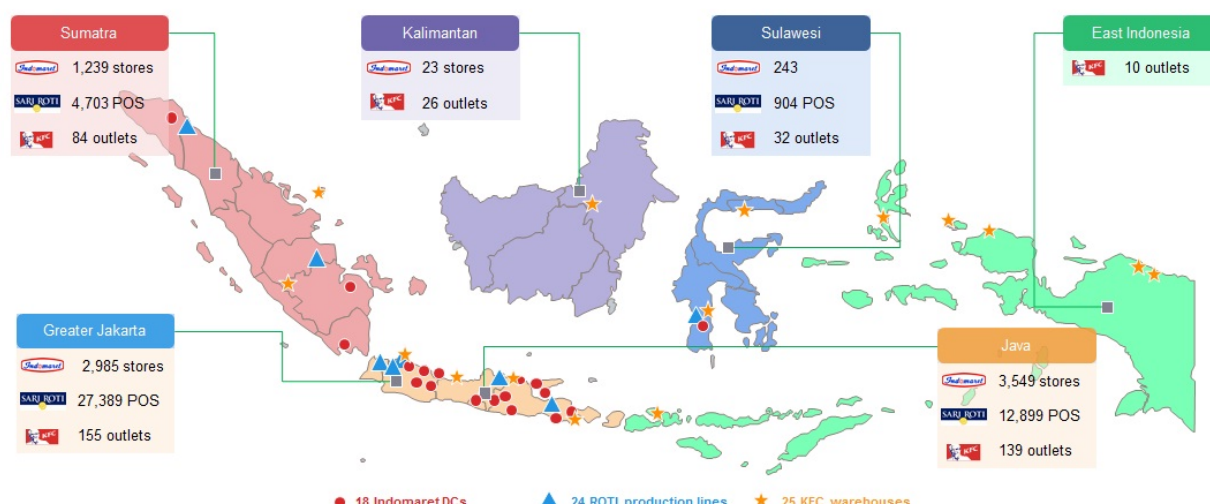 Sumatra
Indomaret 1,239 stores
SARI ROTI 4,703 POS
KFC 84 outlets
Kalimantan
Indomaret 23 stores
KFC 26 outlets
Sulawesi
Indomaret 243
SARI ROTI 904 POS
KFC 32 outlets
East Indonesia
KFC 10 outlets
Greater Jakarta
Indomaret 2,985 stores
SARI ROTI 27,389 POS
KFC 155 outlets
Java
Indomaret 3,549 stores
SARI ROTI 12,899 POS
KFC 139 outlets
18 Indomaret DCs
24 ROTI production lines
25 KFC warehouses